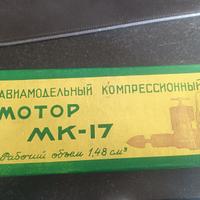 АВИАМОДЕЛЬНЫЙ КОМПРЕССИОННЫЙ
МОТОР
МК-17
Рабочий объем 1,48 см³